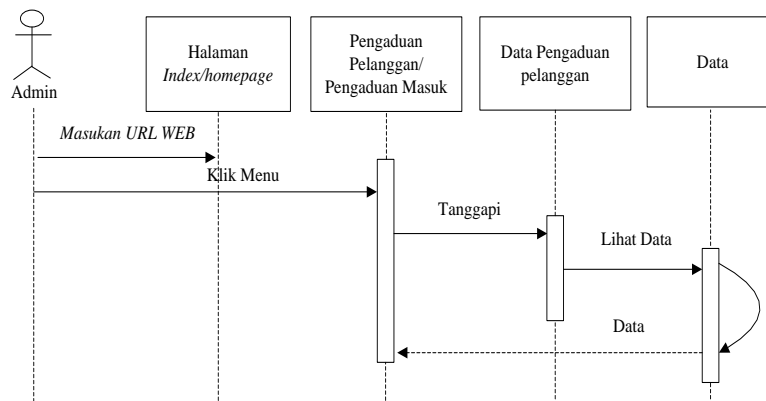 Admin
Halaman
Index/homepage
Pengaduan
Pelanggan/
Pengaduan Masuk
Data Pengaduan
pelanggan
Data
Masukan URL WEB
Klik Menu
Tanggapi
Lihat Data
Data